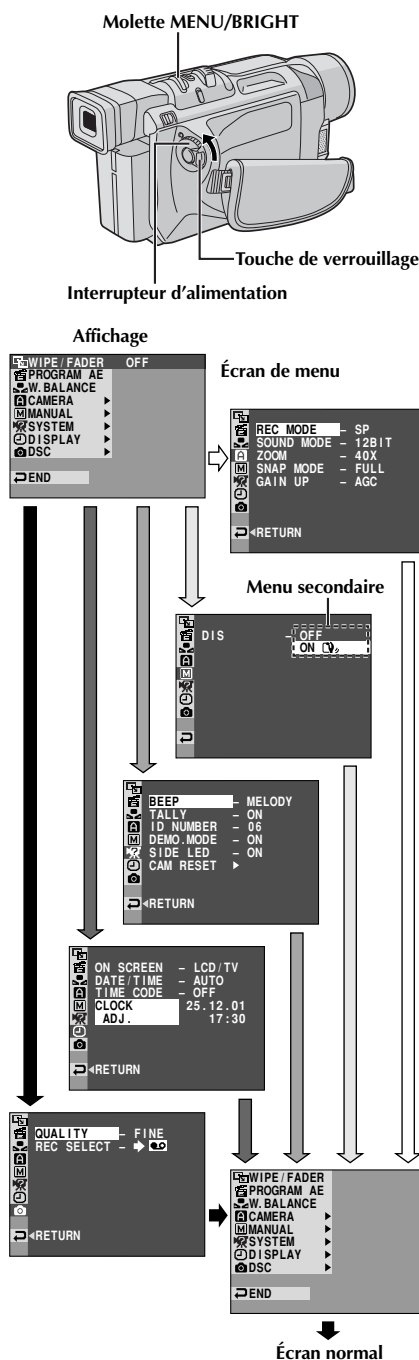 Molette MENU/BRIGHT
Touche de verrouillage
Interrupteur d'alimentation
Affichage
WIPE/FADER OFF
PROGRAM AE
W. BALANCE
CAMERA
MANUAL
SYSTEM
DISPLAY
DSC
END
Écran de menu
REC MODE – SP
SOUND MODE – 12BIT
ZOOM – 40X
SNAP MODE – FULL
GAIN UP – AGC
RETURN
Menu secondaire
DIS – OFF
ON
BEEP – MELODY
TALLY – ON
ID NUMBER – 06
DEMO.MODE – ON
SIDE LED – ON
CAM RESET
RETURN
ON SCREEN – LCD/TV
DATE/TIME – AUTO
TIME CODE – OFF
CLOCK 25.12.01
ADJ. 17:30
RETURN
QUALITY – FINE
REC SELECT –
RETURN
WIPE/FADER
PROGRAM AE
W. BALANCE
CAMERA
MANUAL
SYSTEM
DISPLAY
DSC
END
Écran normal